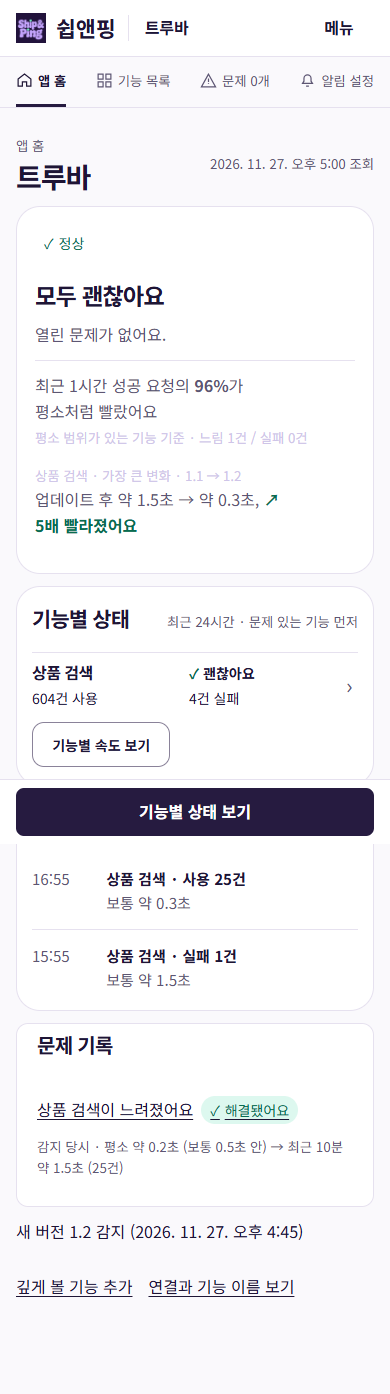 Ship&
Ping
쉽앤핑
트루바
메뉴
앱 홈
기능 목록
문제 0개
알림 설정
앱 홈
트루바
2026. 11. 27. 오후 5:00 조회
✓ 정상
모두 괜찮아요
열린 문제가 없어요.
최근 1시간 성공 요청의 96%가
평소처럼 빨랐어요
평소 범위가 있는 기능 기준 · 느림 1건 / 실패 0건
상품 검색 · 가장 큰 변화 · 1.1 → 1.2
업데이트 후 약 1.5초 → 약 0.3초, ↗
5배 빨라졌어요
기능별 상태
최근 24시간 · 문제 있는 기능 먼저
상품 검색
✓ 괜찮아요
604건 사용
4건 실패
›
기능별 속도 보기
기능별 상태 보기
16:55
상품 검색 · 사용 25건
보통 약 0.3초
15:55
상품 검색 · 실패 1건
보통 약 1.5초
문제 기록
상품 검색이 느려졌어요 ✓ 해결됐어요
감지 당시 · 평소 약 0.2초 (보통 0.5초 안) → 최근 10분
약 1.5초 (25건)
새 버전 1.2 감지 (2026. 11. 27. 오후 4:45)
깊게 볼 기능 추가
연결과 기능 이름 보기